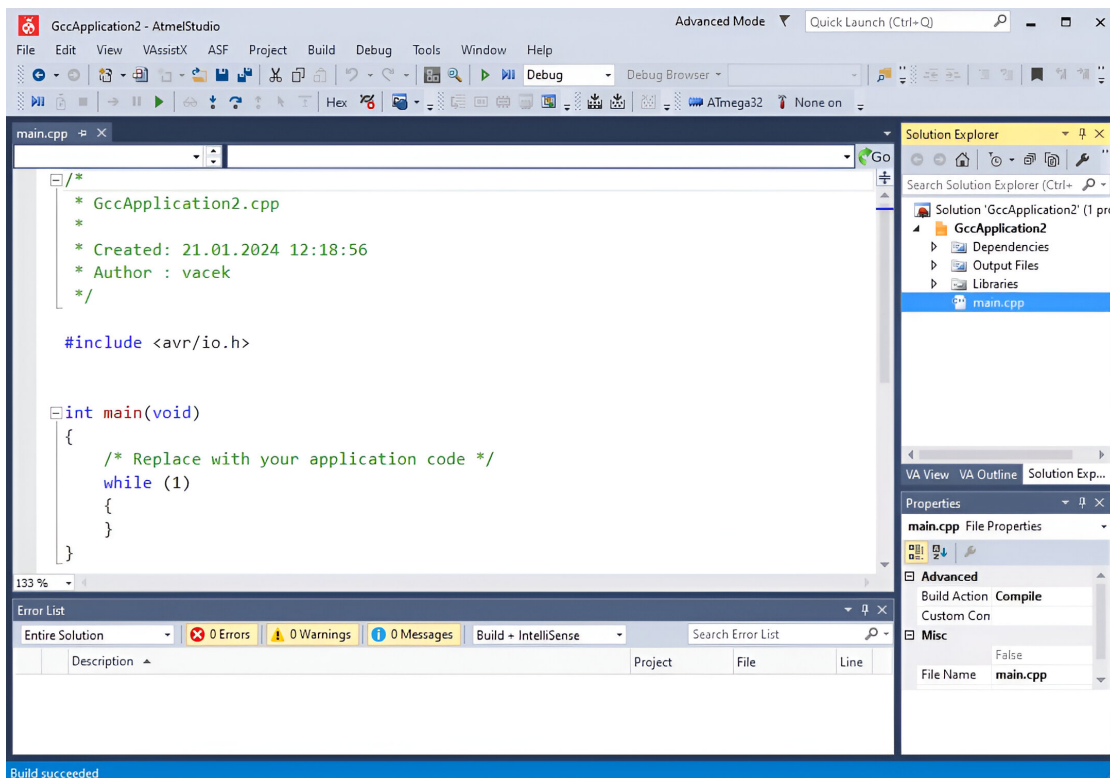 GccApplication2 - AtmelStudio
Advanced Mode
Quick Launch (Ctrl+Q)
File Edit View VAssistX ASF Project Build Debug Tools Window Help
Debug
Debug Browser
Hex
ATmega32
None on
main.cpp
Go
/*
* GccApplication2.cpp
*
* Created: 21.01.2024 12:18:56
* Author : vacek
*/
#include <avr/io.h>
int main(void)
{
/* Replace with your application code */
while (1)
{
}
}
133 %
Solution Explorer
Search Solution Explorer (Ctrl+
Solution 'GccApplication2' (1 pro
GccApplication2
Dependencies
Output Files
Libraries
main.cpp
VA View VA Outline Solution Exp...
Properties
main.cpp File Properties
Advanced
Build Action Compile
Custom Con
Misc
False
File Name main.cpp
Error List
Entire Solution 0 Errors 0 Warnings 0 Messages Build + IntelliSense Search Error List
Description Project File Line
Build succeeded